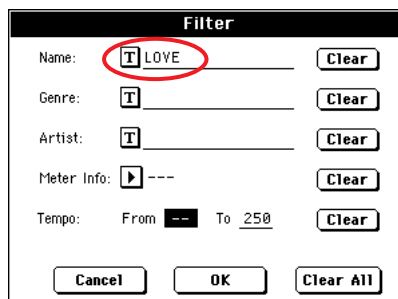 Filter
Name: T LOVE Clear
Genre: T Clear
Artist: T Clear
Meter Info: --- Clear
Tempo: From -- To 250 Clear
Cancel OK Clear All